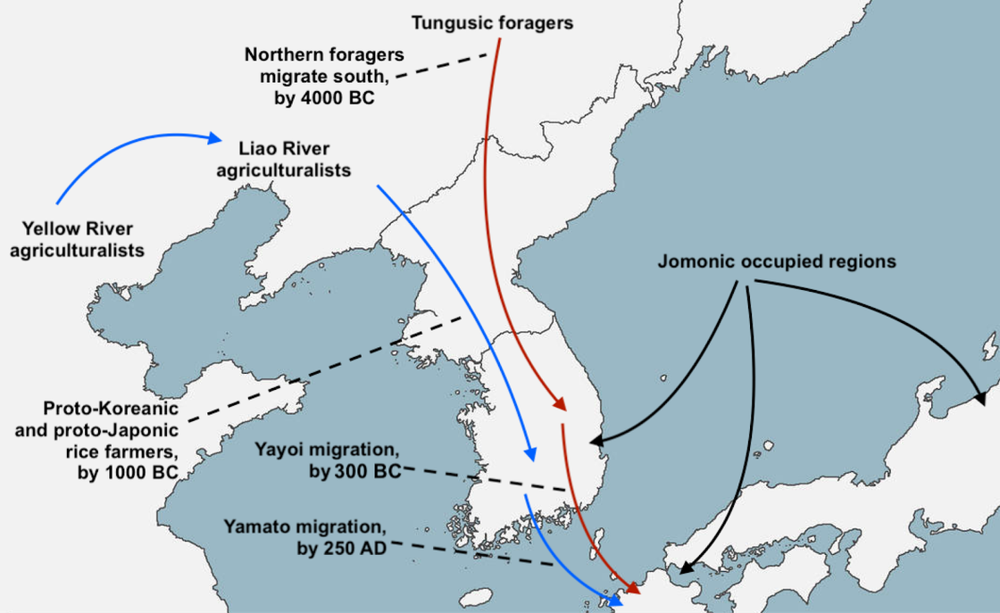 Tungusic foragers
Northern foragers
migrate south,
by 4000 BC
Liao River
agriculturalists
Yellow River
agriculturalists
Jomonic occupied regions
Proto-Koreanic
and proto-Japonic
rice farmers,
by 1000 BC
Yayoi migration,
by 300 BC
Yamato migration,
by 250 AD